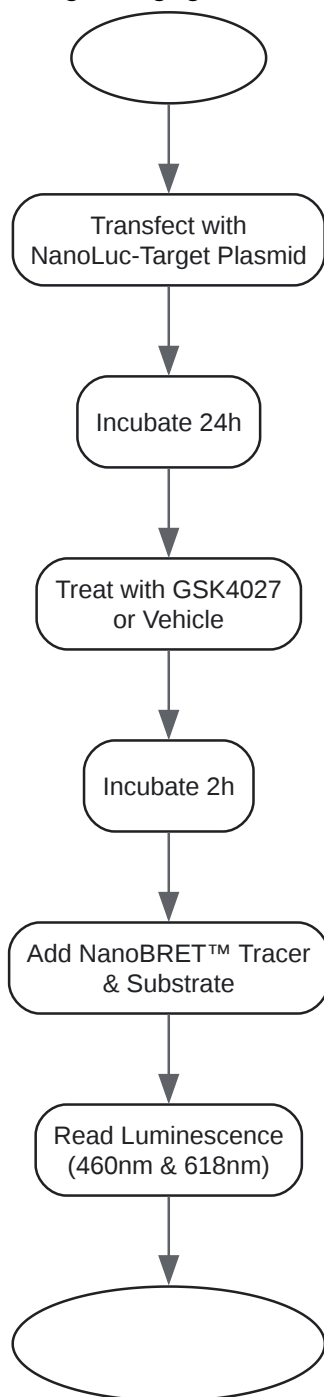 Transfect with
NanoLuc-Target Plasmid
Incubate 24h
Treat with GSK4027
or Vehicle
Incubate 2h
Add NanoBRET™ Tracer
& Substrate
Read Luminescence
(460nm & 618nm)